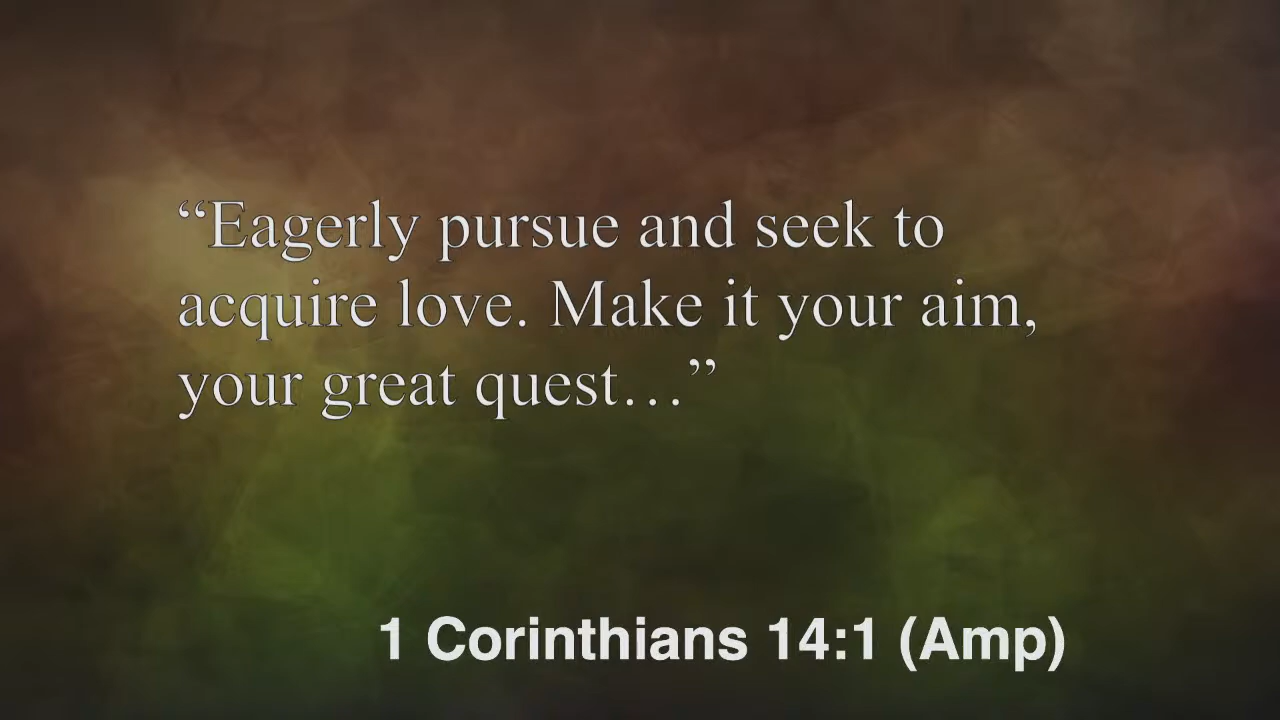 “Eagerly pursue and seek to
acquire love. Make it your aim,
your great quest…”
1 Corinthians 14:1 (Amp)